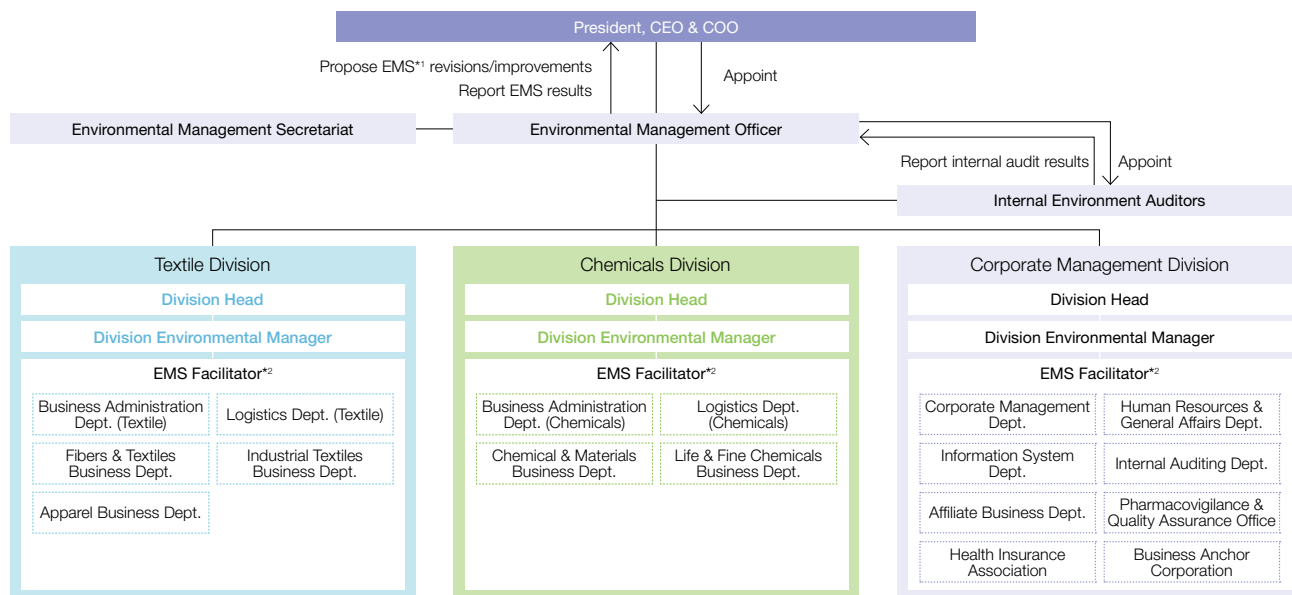 President, CEO & COO
Propose EMS*1 revisions/improvements
Report EMS results
Appoint
Environmental Management Secretariat
Environmental Management Officer
Report internal audit results
Appoint
Internal Environment Auditors
Textile Division
Division Head
Division Environmental Manager
EMS Facilitator*2
Business Administration
Dept. (Textile)
Logistics Dept. (Textile)
Fibers & Textiles
Business Dept.
Industrial Textiles
Business Dept.
Apparel Business Dept.
Chemicals Division
Division Head
Division Environmental Manager
EMS Facilitator*2
Business Administration
Dept. (Chemicals)
Logistics Dept.
(Chemicals)
Chemical & Materials
Business Dept.
Life & Fine Chemicals
Business Dept.
Corporate Management Division
Division Head
Division Environmental Manager
EMS Facilitator*2
Corporate Management
Dept.
Human Resources &
General Affairs Dept.
Information System
Dept.
Internal Auditing Dept.
Affiliate Business Dept.
Pharmacovigilance &
Quality Assurance Office
Health Insurance
Association
Business Anchor
Corporation